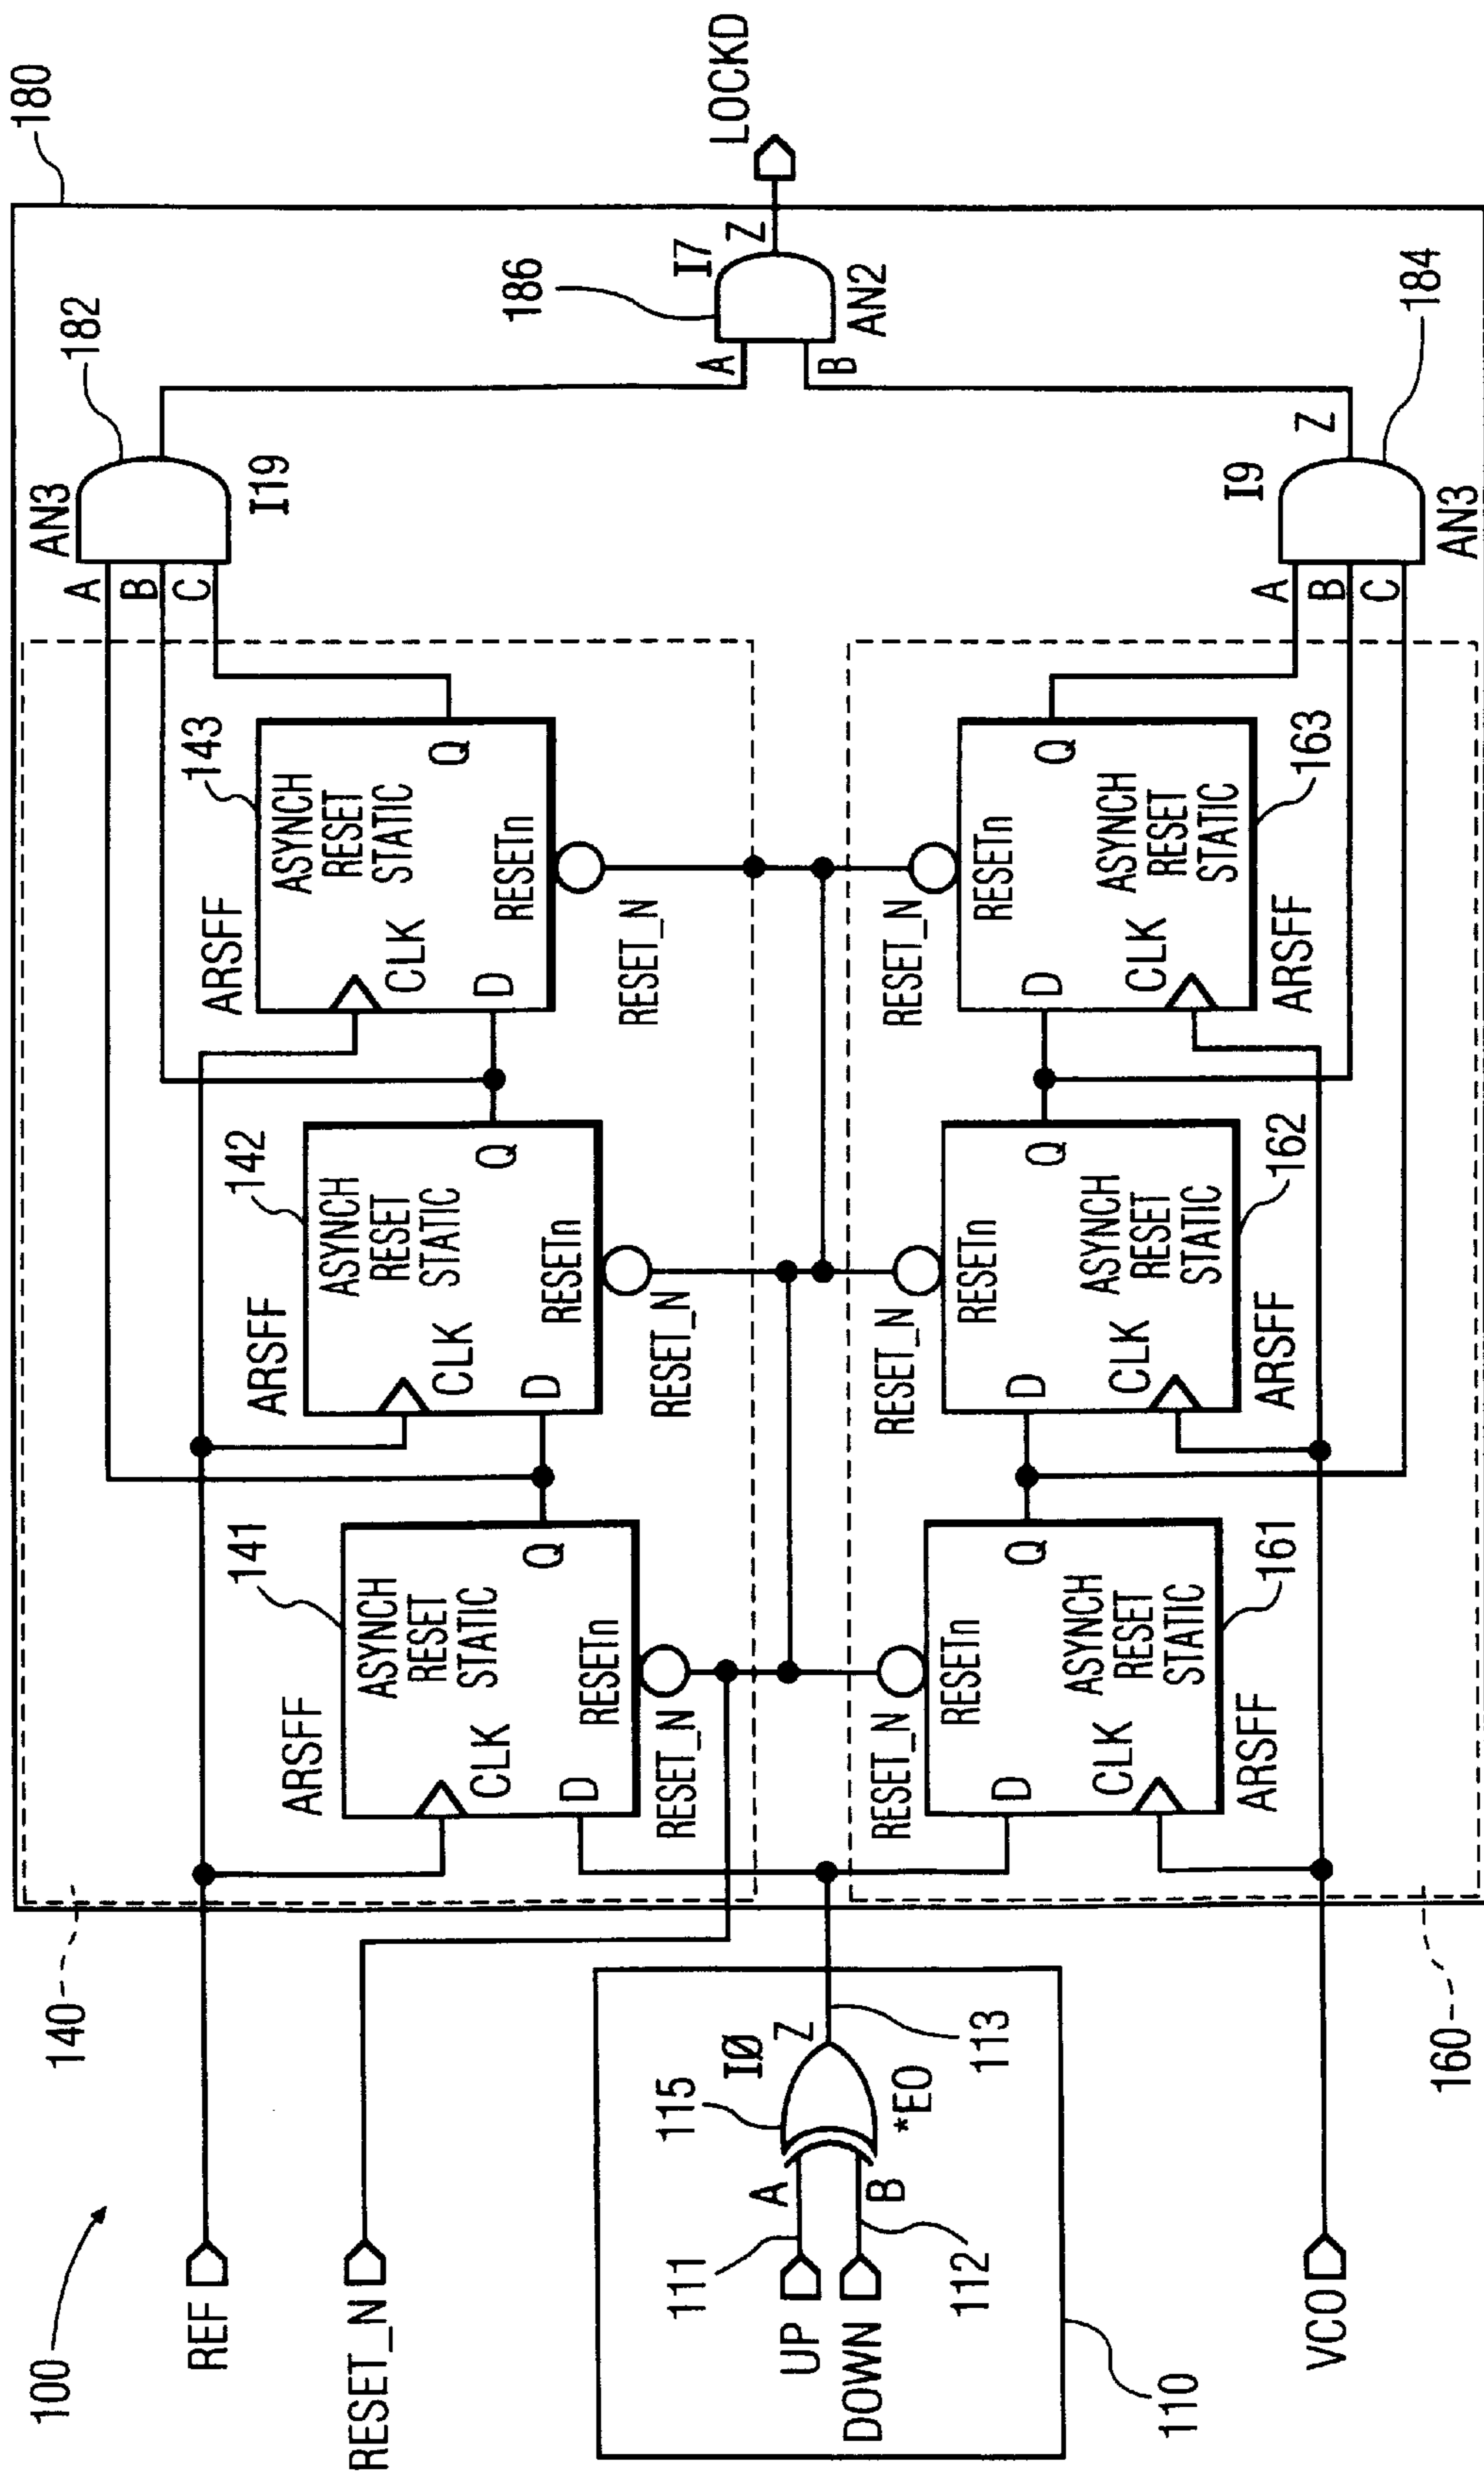 100
REF
RESET_N
UP
DOWN
VCO
111
112
A
B
115
IØ
Z
*EO
113
110
140
160
ARSFF
141
ASYNCH
RESET
STATIC
CLK
D
Q
RESETn
RESET_N
ARSFF
142
ASYNCH
RESET
STATIC
CLK
D
Q
RESETn
RESET_N
ARSFF
143
ASYNCH
RESET
STATIC
CLK
D
Q
RESETn
RESET_N
RESET_N
RESETn
D
Q
ASYNCH
RESET
STATIC
CLK
161
ARSFF
RESET_N
RESETn
D
Q
ASYNCH
RESET
STATIC
CLK
162
ARSFF
RESET_N
RESETn
D
Q
ASYNCH
RESET
STATIC
CLK
163
ARSFF
A
B
C
AN3
182
I19
A
B
C
I9
Z
184
AN3
186
I7
A
B
Z
AN2
180
LOCKD